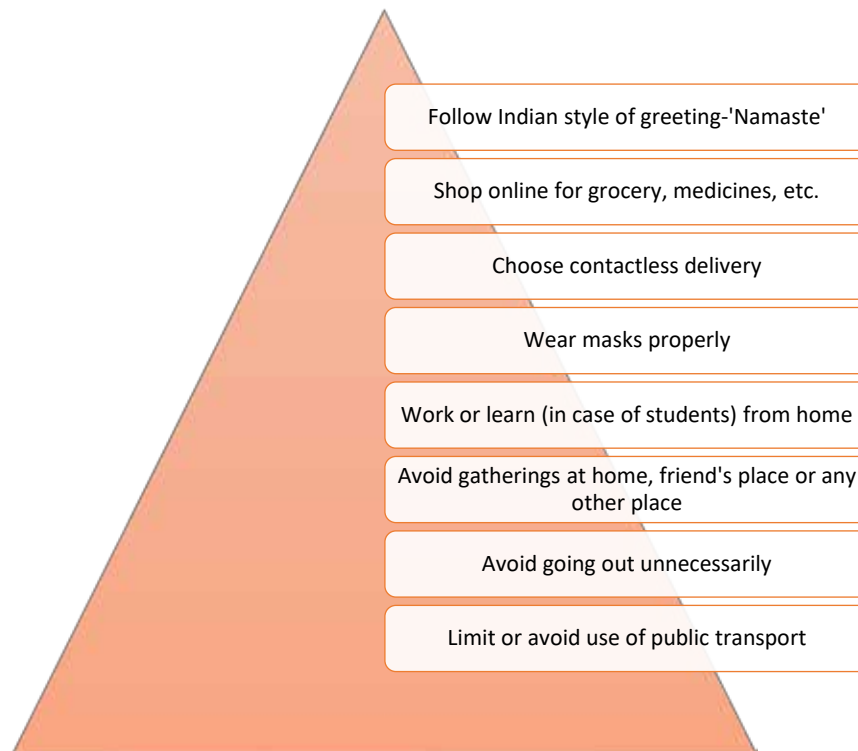 Follow Indian style of greeting-'Namaste'
Shop online for grocery, medicines, etc.
Choose contactless delivery
Wear masks properly
Work or learn (in case of students) from home
Avoid gatherings at home, friend's place or any
other place
Avoid going out unnecessarily
Limit or avoid use of public transport